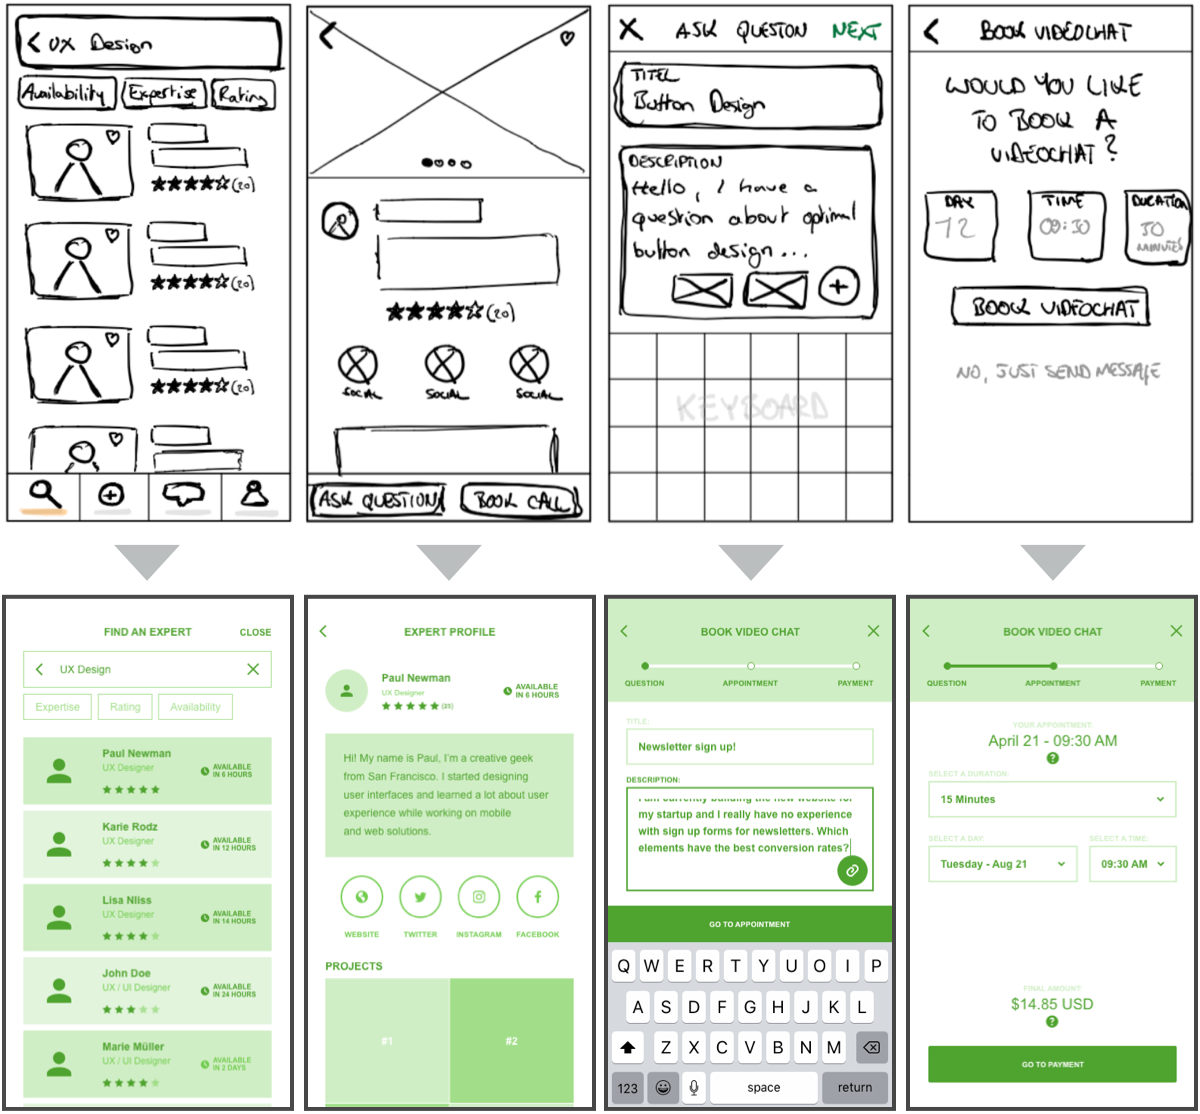 UX Design
Availability
Expertise
Rating
(20)
(20)
(20)
(20)
SOCIAL
SOCIAL
SOCIAL
ASK QUESTION
BOOK CALL
ASK QUESTON
NEXT
TITEL
Button Design
DESCRIPTION
Hello, I have a
question about optimal
button design...
KEYBOARD
BOOK VIDEOCHAT
WOULD YOU LIKE
TO BOOK A
VIDEOCHAT?
DAY
12
TIME
09:30
DURATION
30
MINUTES
BOOK VIDEOCHAT
NO, JUST SEND MESSAGE
FIND AN EXPERT
CLOSE
UX Design
Expertise
Rating
Availability
Paul Newman
UX Designer
AVAILABLE
IN 6 HOURS
Karie Rodz
UX Designer
AVAILABLE
IN 12 HOURS
Lisa Nliss
UX Designer
AVAILABLE
IN 14 HOURS
John Doe
UX / UI Designer
AVAILABLE
IN 24 HOURS
Marie Müller
UX / UI Designer
AVAILABLE
IN 2 DAYS
EXPERT PROFILE
Paul Newman
UX Designer
(25)
AVAILABLE
IN 6 HOURS
Hi! My name is Paul, I'm a creative geek
from San Francisco. I started designing
user interfaces and learned a lot about user
experience while working on mobile
and web solutions.
WEBSITE
TWITTER
INSTAGRAM
FACEBOOK
PROJECTS
#1
#2
BOOK VIDEO CHAT
QUESTION
APPOINTMENT
PAYMENT
TITLE:
Newsletter sign up!
DESCRIPTION:
I am currently building the new website for
my startup and I really have no experience
with sign up forms for newsletters. Which
elements have the best conversion rates?
GO TO APPOINTMENT
Q W E R T Y U O I P
A S D F G H J K L
Z X C V B N M
123
space
return
BOOK VIDEO CHAT
QUESTION
APPOINTMENT
PAYMENT
YOUR APPOINTMENT:
April 21 - 09:30 AM
?
SELECT A DURATION:
15 Minutes
SELECT A DAY:
SELECT A TIME:
Tuesday - Aug 21
09:30 AM
FINAL AMOUNT:
$14.85 USD
?
GO TO PAYMENT